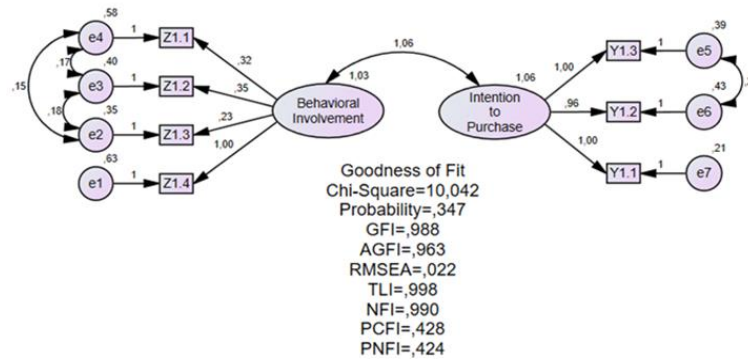 ,58
e4
1
Z1.1
,32
,17
,40
e3
1
Z1.2
,35
,15
,18
,35
e2
1
Z1.3
,23
,63
e1
1
Z1.4
1,00
1,03
Behavioral
Involvement
1,06
1,06
Intention
to
Purchase
1,00
Y1.3
1
,39
e5
,96
Y1.2
1
,43
e6
1,00
Y1.1
1
,21
e7
Goodness of Fit
Chi-Square=10,042
Probability=,347
GFI=,988
AGFI=,963
RMSEA=,022
TLI=,998
NFI=,990
PCFI=,428
PNFI=,424